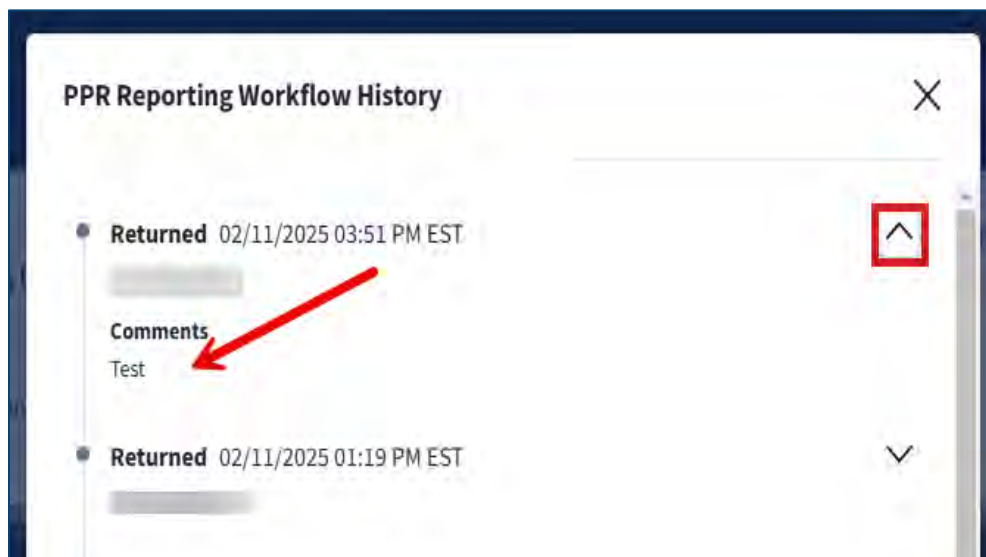 PPR Reporting Workflow History
Returned 02/11/2025 03:51 PM EST
Comments
Test
Returned 02/11/2025 01:19 PM EST